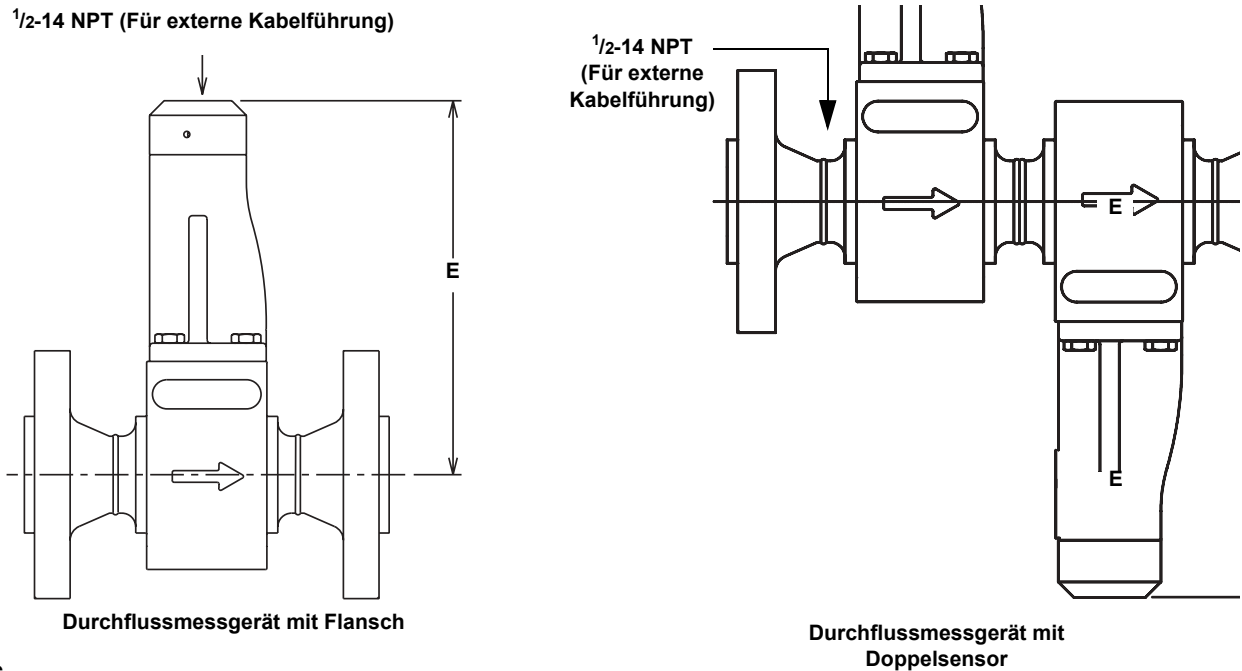 1/2-14 NPT (Für externe Kabelführung)
E
Durchflussmessgerät mit Flansch
1/2-14 NPT
(Für externe
Kabelführung)
E
E
Durchflussmessgerät mit
Doppelsensor